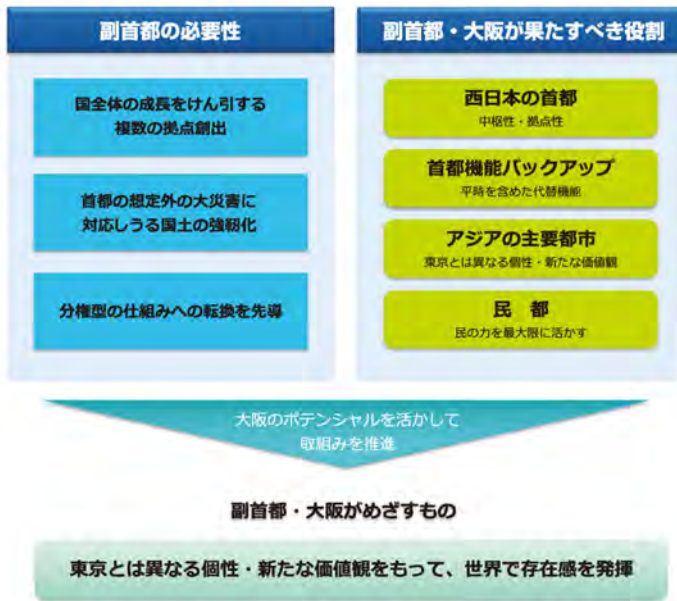 副首都の必要性
国全体の成長をけん引する
複数の拠点創出
首都の想定外の大災害に
対応しうる国土の強靭化
分権型の仕組みへの転換を先導
副首都・大阪が果たすべき役割
西日本の首都
中枢性・拠点性
首都機能バックアップ
平時を含めた代替機能
アジアの主要都市
東京とは異なる個性・新たな価値観
民 都
民の力を最大限に活かす
大阪のポテンシャルを活かして
取組みを推進
副首都・大阪がめざすもの
東京とは異なる個性・新たな価値観をもって、世界で存在感を発揮